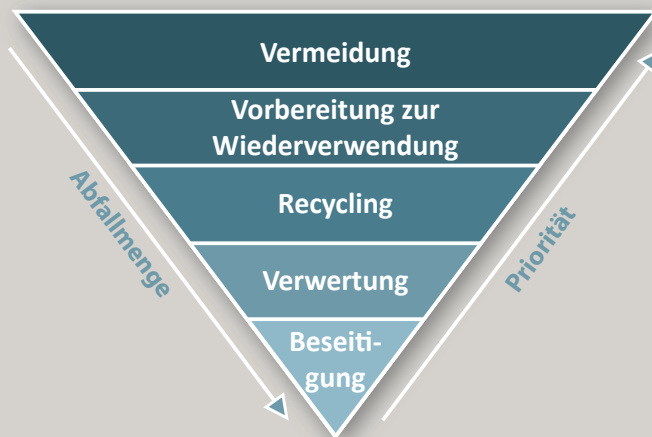 Vermeidung
Vorbereitung zur
Wiederverwendung
Recycling
Verwertung
Beseiti-
gung
Abfallmenge
Priorität